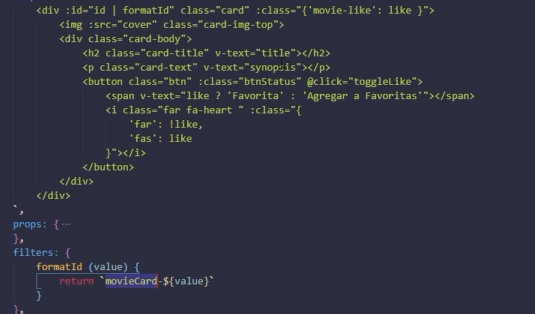 <div :id="id | formatId" class="card" :class="{'movie-like': like }">
<img :src="cover" class="card-img-top">
<div class="card-body">
<h2 class="card-title" v-text="title"></h2>
<p class="card-text" v-text="synopsis"></p>
<button class="btn" :class="btnStatus" @click="toggleLike">
<span v-text="like ? 'Favorita' : 'Agregar a Favoritas'"></span>
<i class="far fa-heart " :class="{
'far': !like,
'fas': like
}"></i>
</button>
</div>
</div>
`,
props: {…
},
filters: {
formatId (value) {
return `movieCard-${value}`
}
},